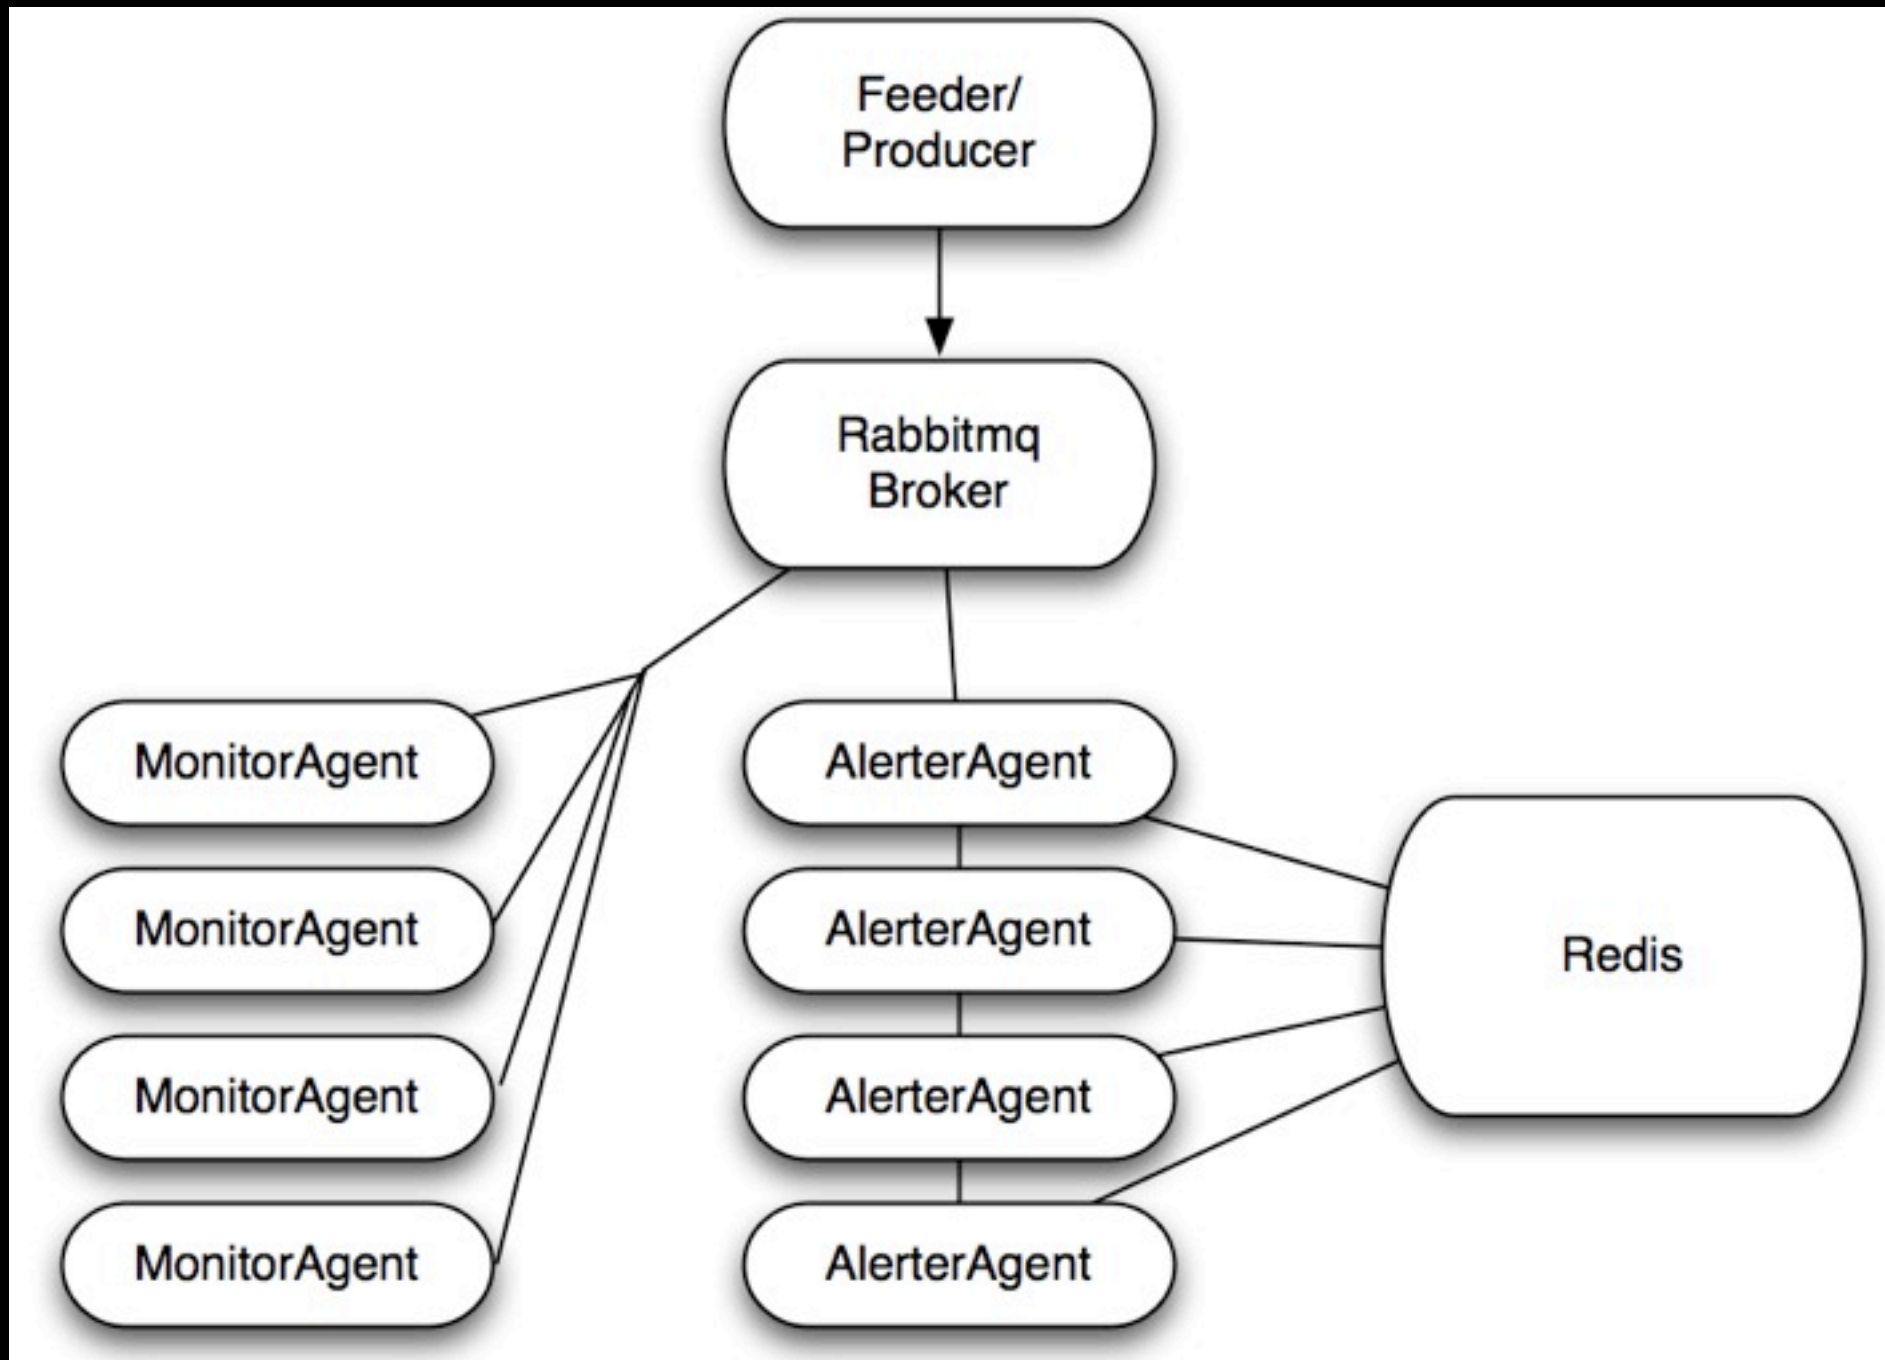 Feeder/
Producer
Rabbitmq
Broker
MonitorAgent
AlerterAgent
MonitorAgent
AlerterAgent
Redis
MonitorAgent
AlerterAgent
MonitorAgent
AlerterAgent